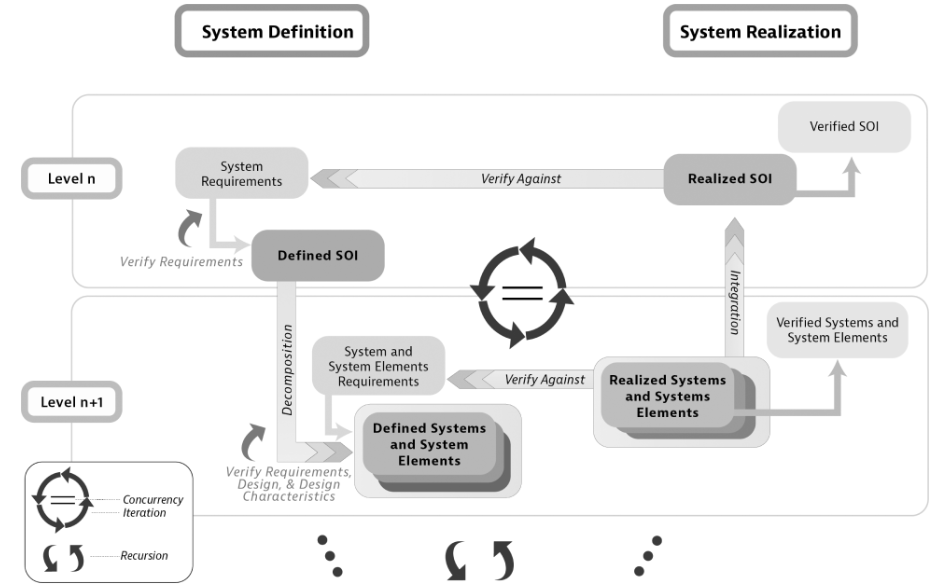 System Definition
System Realization
Verified SOI
Level n
System
Requirements
Verify Against
Realized SOI
Verify Requirements
Defined SOI
Integration
Decomposition
Verified Systems and
System Elements
System and
System Elements
Requirements
Verify Against
Realized Systems
and Systems
Elements
Level n+1
Defined Systems
and System
Elements
Verify Requirements,
Design, & Design
Characteristics
Concurrency
Iteration
Recursion